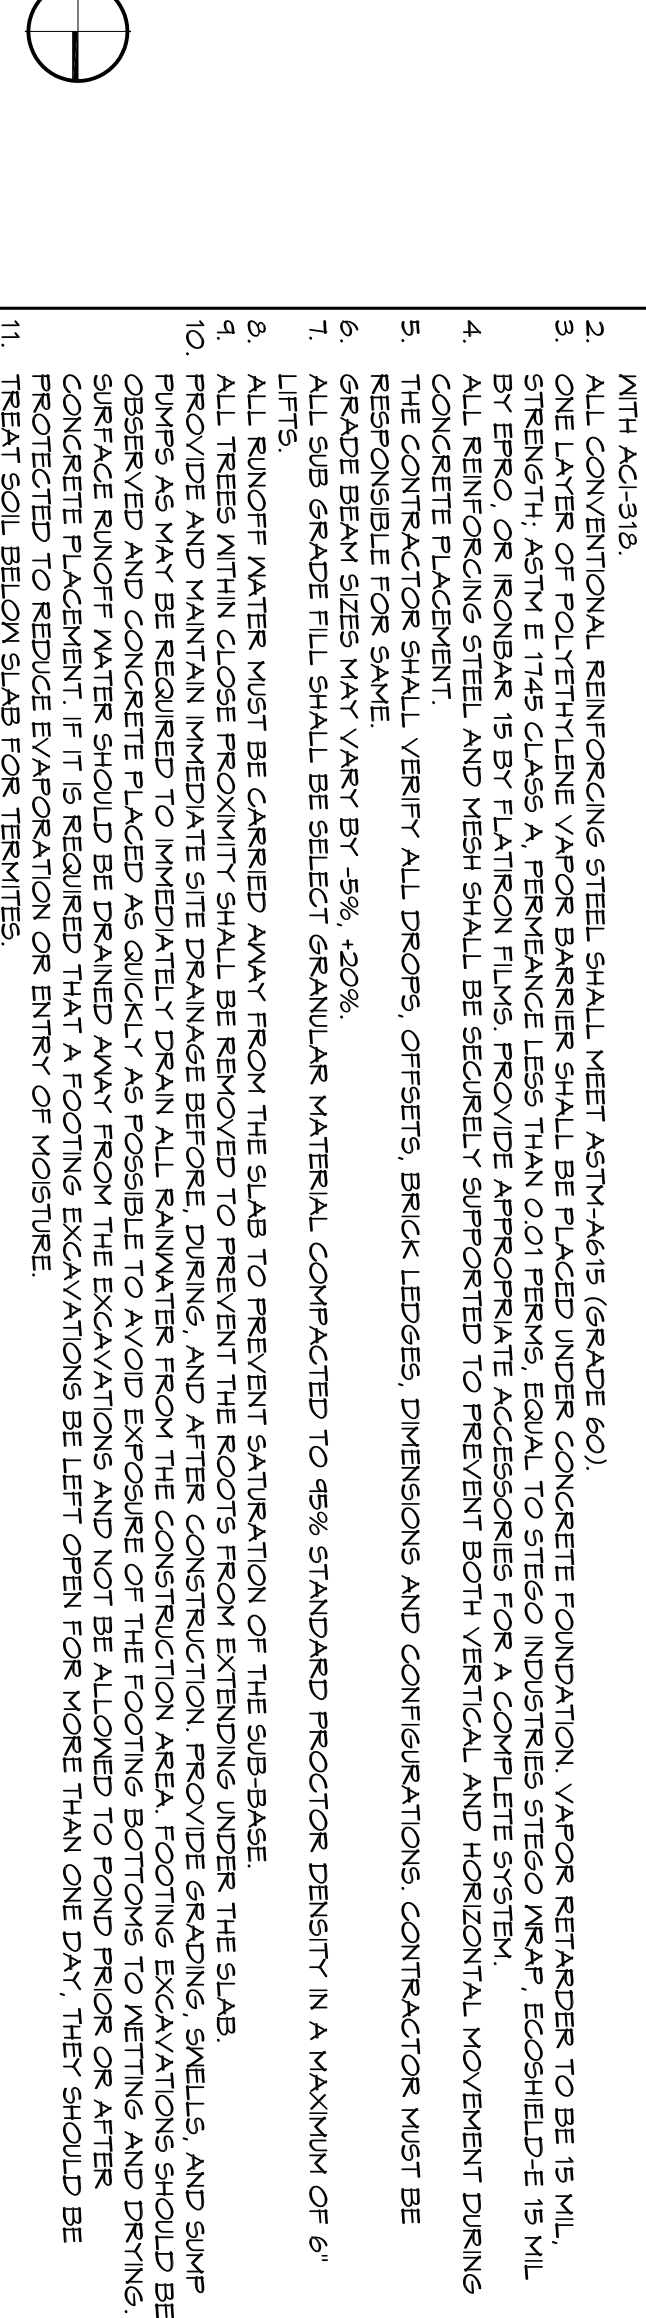 WITH ACI-318.
2. ALL CONVENTIONAL REINFORCING STEEL SHALL MEET ASTM-A615 (GRADE 60).
3. ONE LAYER OF POLYETHYLENE VAPOR BARRIER SHALL BE PLACED UNDER CONCRETE FOUNDATION. VAPOR RETARDER TO BE 15 MIL,
STRENGTH; ASTM E 1745 CLASS A, PERMEANCE LESS THAN 0.01 PERMS, EQUAL TO STEGO INDUSTRIES STEGO WRAP, ECOSHIELD-E 15 MIL
BY EPRO, OR IRONBAR 15 BY FLATIRON FILMS. PROVIDE APPROPRIATE ACCESSORIES FOR A COMPLETE SYSTEM.
4. ALL REINFORCING STEEL AND MESH SHALL BE SECURELY SUPPORTED TO PREVENT BOTH VERTICAL AND HORIZONTAL MOVEMENT DURING
CONCRETE PLACEMENT.
5. THE CONTRACTOR SHALL VERIFY ALL DROPS, OFFSETS, BRICK LEDGES, DIMENSIONS AND CONFIGURATIONS. CONTRACTOR MUST BE
RESPONSIBLE FOR SAME.
6. GRADE BEAM SIZES MAY VARY BY -5%, +20%.
7. ALL SUB GRADE FILL SHALL BE SELECT GRANULAR MATERIAL COMPACTED TO 95% STANDARD PROCTOR DENSITY IN A MAXIMUM OF 6"
LIFTS.
8. ALL RUNOFF WATER MUST BE CARRIED AWAY FROM THE SLAB TO PREVENT SATURATION OF THE SUB-BASE.
9. ALL TREES WITHIN CLOSE PROXIMITY SHALL BE REMOVED TO PREVENT THE ROOTS FROM EXTENDING UNDER THE SLAB.
10. PROVIDE AND MAINTAIN IMMEDIATE SITE DRAINAGE BEFORE, DURING, AND AFTER CONSTRUCTION. PROVIDE GRADING, SWELLS, AND SUMP
PUMPS AS MAY BE REQUIRED TO IMMEDIATELY DRAIN ALL RAINWATER FROM THE CONSTRUCTION AREA. FOOTING EXCAVATIONS SHOULD BE
OBSERVED AND CONCRETE PLACED AS QUICKLY AS POSSIBLE TO AVOID EXPOSURE OF THE FOOTING BOTTOMS TO WETTING AND DRYING.
SURFACE RUNOFF WATER SHOULD BE DRAINED AWAY FROM THE EXCAVATIONS AND NOT BE ALLOWED TO POND PRIOR OR AFTER
CONCRETE PLACEMENT. IF IT IS REQUIRED THAT A FOOTING EXCAVATIONS BE LEFT OPEN FOR MORE THAN ONE DAY, THEY SHOULD BE
PROTECTED TO REDUCE EVAPORATION OR ENTRY OF MOISTURE.
11. TREAT SOIL BELOW SLAB FOR TERMITES.